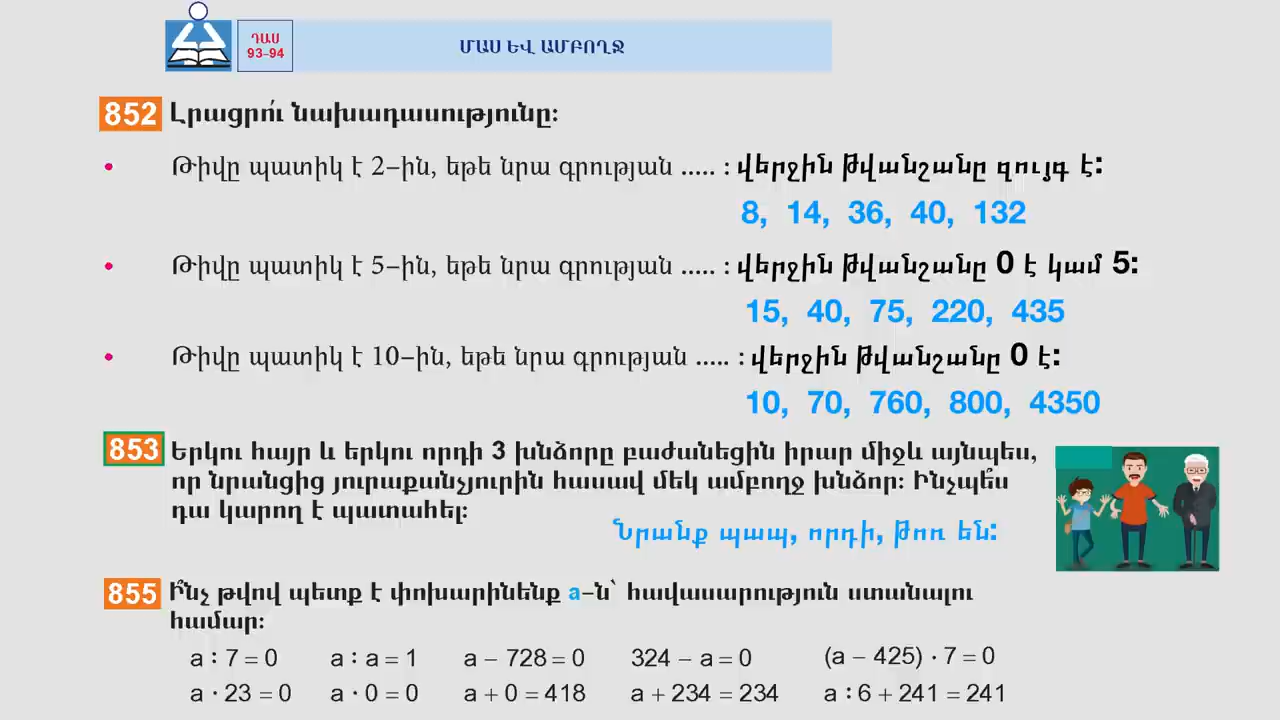 ԴԱՍ
93-94
ՄԱՍ ԵՎ ԱՄԲՈՂՋ
852 Լրացրո՛ւ նախադասությունը։
• Թիվը պատիկ է 2-ին, եթե նրա գրության ..... ։ վերջին թվանշանը զույգ է:
8, 14, 36, 40, 132
• Թիվը պատիկ է 5-ին, եթե նրա գրության ..... ։ վերջին թվանշանը 0 է կամ 5:
15, 40, 75, 220, 435
• Թիվը պատիկ է 10-ին, եթե նրա գրության ..... ։ վերջին թվանշանը 0 է:
10, 70, 760, 800, 4350
853 Երկու հայր և երկու որդի 3 խնձորը բաժանեցին իրար միջև այնպես,
որ նրանցից յուրաքանչյուրին հասավ մեկ ամբողջ խնձոր։ Ինչպե՞ս
դա կարող է պատահել։
Նրանք պապ, որդի, թոռ են:
855 Ի՞նչ թվով պետք է փոխարինենք a-ն՝ հավասարություն ստանալու
համար։
a : 7 = 0 a : a = 1 a – 728 = 0 324 – a = 0 (a – 425) · 7 = 0
a · 23 = 0 a · 0 = 0 a + 0 = 418 a + 234 = 234 a : 6 + 241 = 241